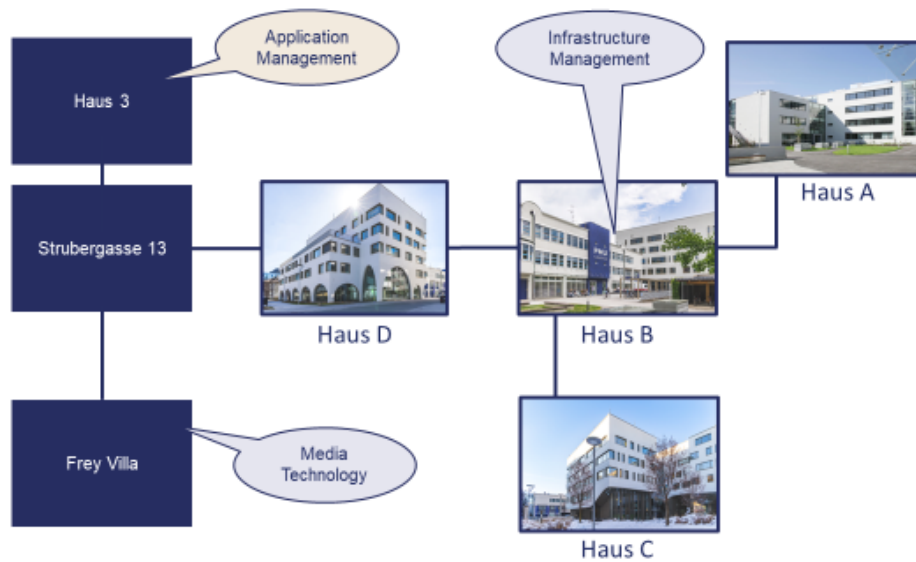 Application
Management
Infrastructure
Management
Haus 3
Haus A
Strubergasse 13
Haus D
Haus B
Frey Villa
Media
Technology
Haus C